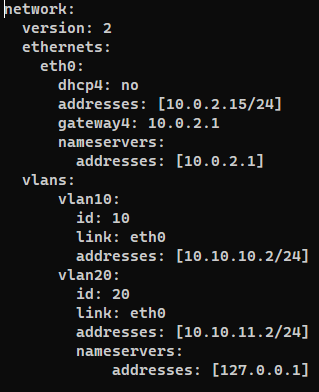 network:
  version: 2
  ethernets:
    eth0:
      dhcp4: no
      addresses: [10.0.2.15/24]
      gateway4: 10.0.2.1
      nameservers:
        addresses: [10.0.2.1]
  vlans:
      vlan10:
        id: 10
        link: eth0
        addresses: [10.10.10.2/24]
      vlan20:
        id: 20
        link: eth0
        addresses: [10.10.11.2/24]
        nameservers:
            addresses: [127.0.0.1]